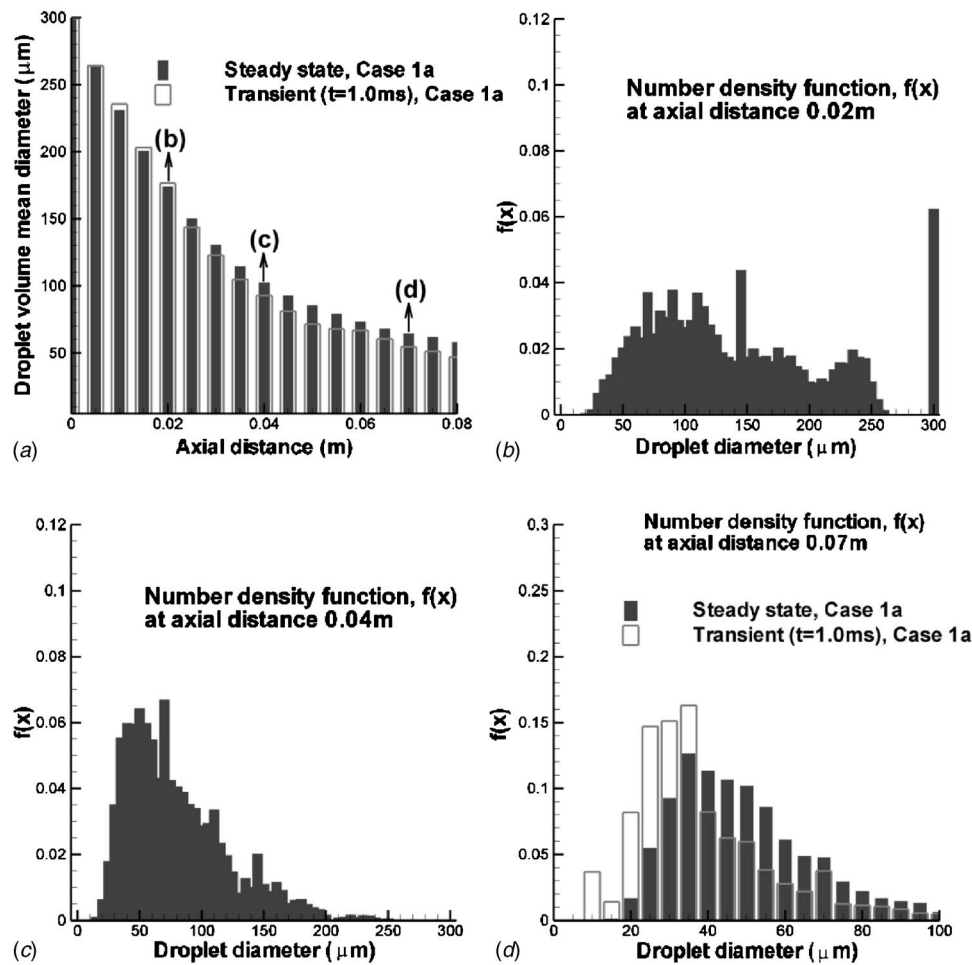 300
250
200
150
100
50
0
0.02
0.04
0.06
0.08
Droplet volume mean diameter (μm)
Axial distance (m)
Steady state, Case 1a
Transient (t=1.0ms), Case 1a
(b)
(c)
(d)
(a)
0.12
0.1
0.08
0.06
0.04
0.02
0
f(x)
Number density function, f(x)
at axial distance 0.02m
0
50
100
150
200
250
300
Droplet diameter (μm)
(b)
0.12
0.1
0.08
0.06
0.04
0.02
0
f(x)
Number density function, f(x)
at axial distance 0.04m
50
100
150
200
250
300
Droplet diameter (μm)
(c)
0.3
0.25
0.2
0.15
0.1
0.05
0
f(x)
Number density function, f(x)
at axial distance 0.07m
Steady state, Case 1a
Transient (t=1.0ms), Case 1a
20
40
60
80
100
Droplet diameter (μm)
(d)